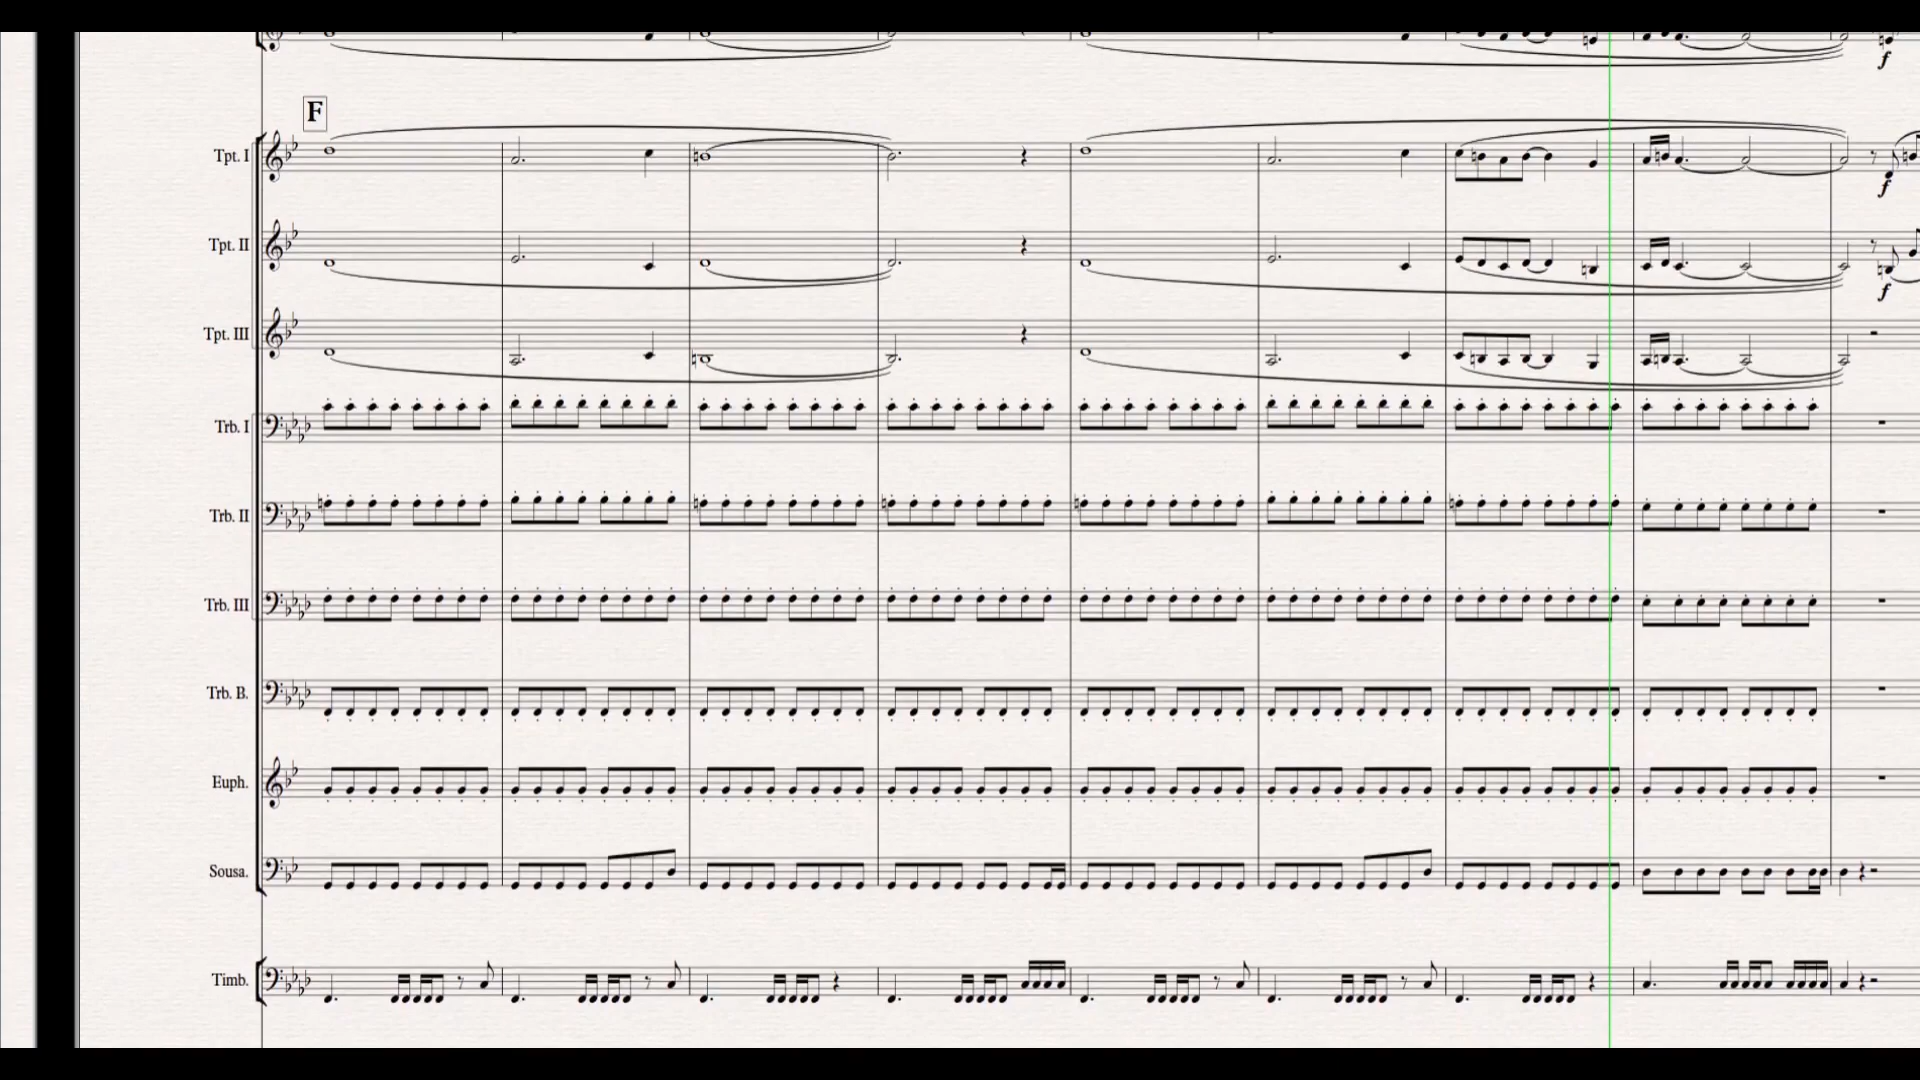 f
F
Tpt. I
f
Tpt. II
f
Tpt. III
Trb. I
Trb. II
Trb. III
Trb. B.
Euph.
Sousa.
Timb.